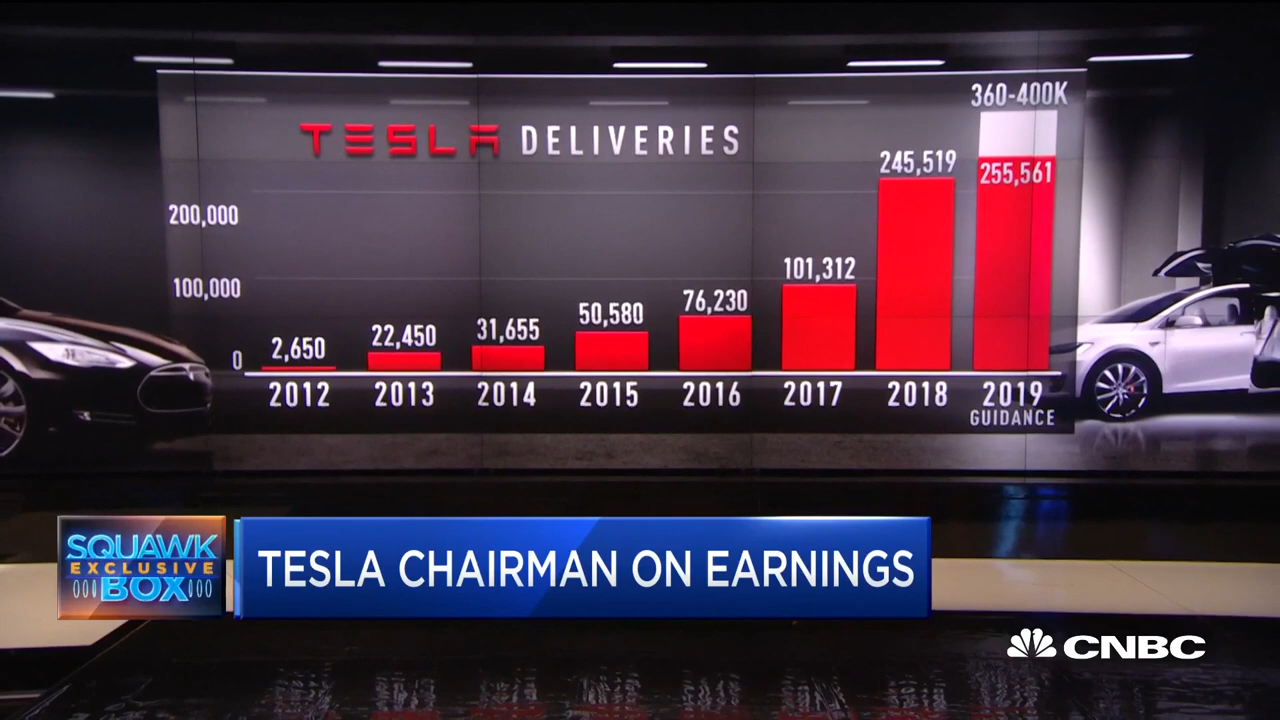 TESLA DELIVERIES
360-400K
245,519
255,561
200,000
101,312
100,000
76,230
50,580
31,655
22,450
2,650
0
2012 2013 2014 2015 2016 2017 2018 2019
GUIDANCE
SQUAWK
EXCLUSIVE
BOX
TESLA CHAIRMAN ON EARNINGS
CNBC